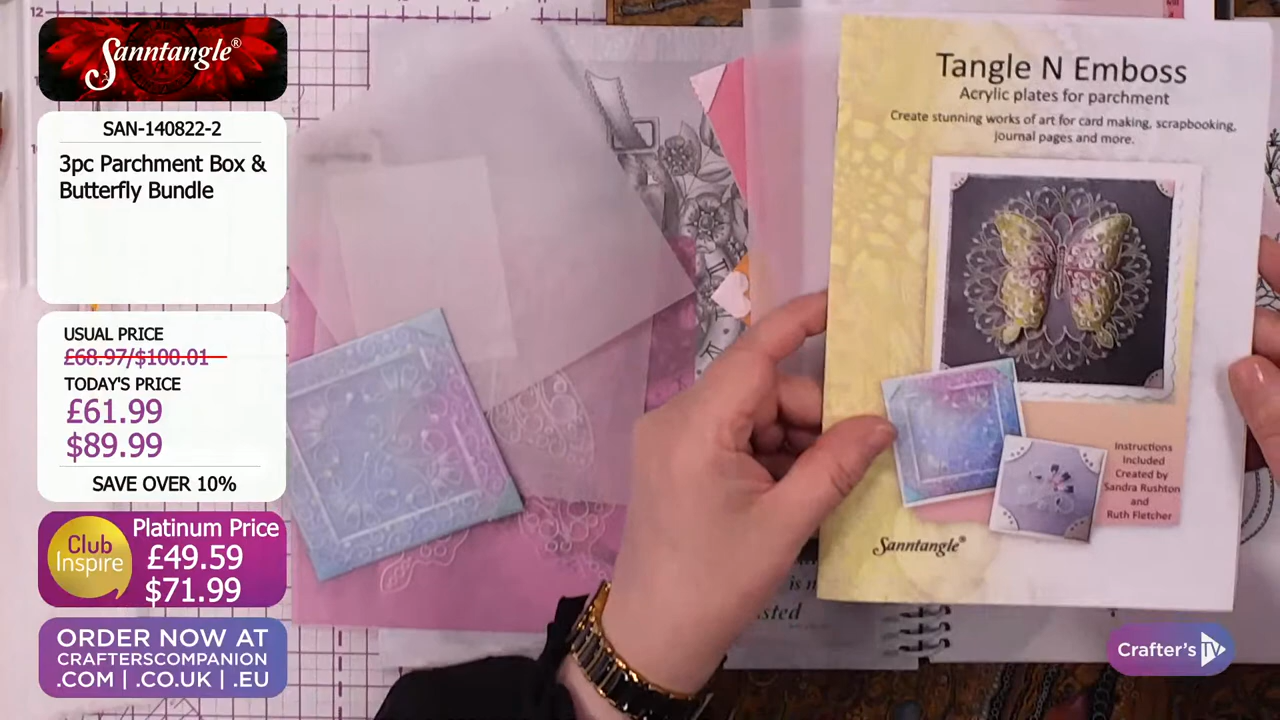 Sanntangle®
SAN-140822-2
3pc Parchment Box &
Butterfly Bundle
USUAL PRICE
£68.97/$100.01
TODAY'S PRICE
£61.99
$89.99
SAVE OVER 10%
Club
Inspire
Platinum Price
£49.59
$71.99
ORDER NOW AT
CRAFTERSCOMPANION
.COM | .CO.UK | .EU
Tangle N Emboss
Acrylic plates for parchment
Create stunning works of art for card making, scrapbooking,
journal pages and more.
Instructions
Included
Created by
Sandra Rushton
and
Ruth Fletcher
Sanntangle®
Crafter's TV
12